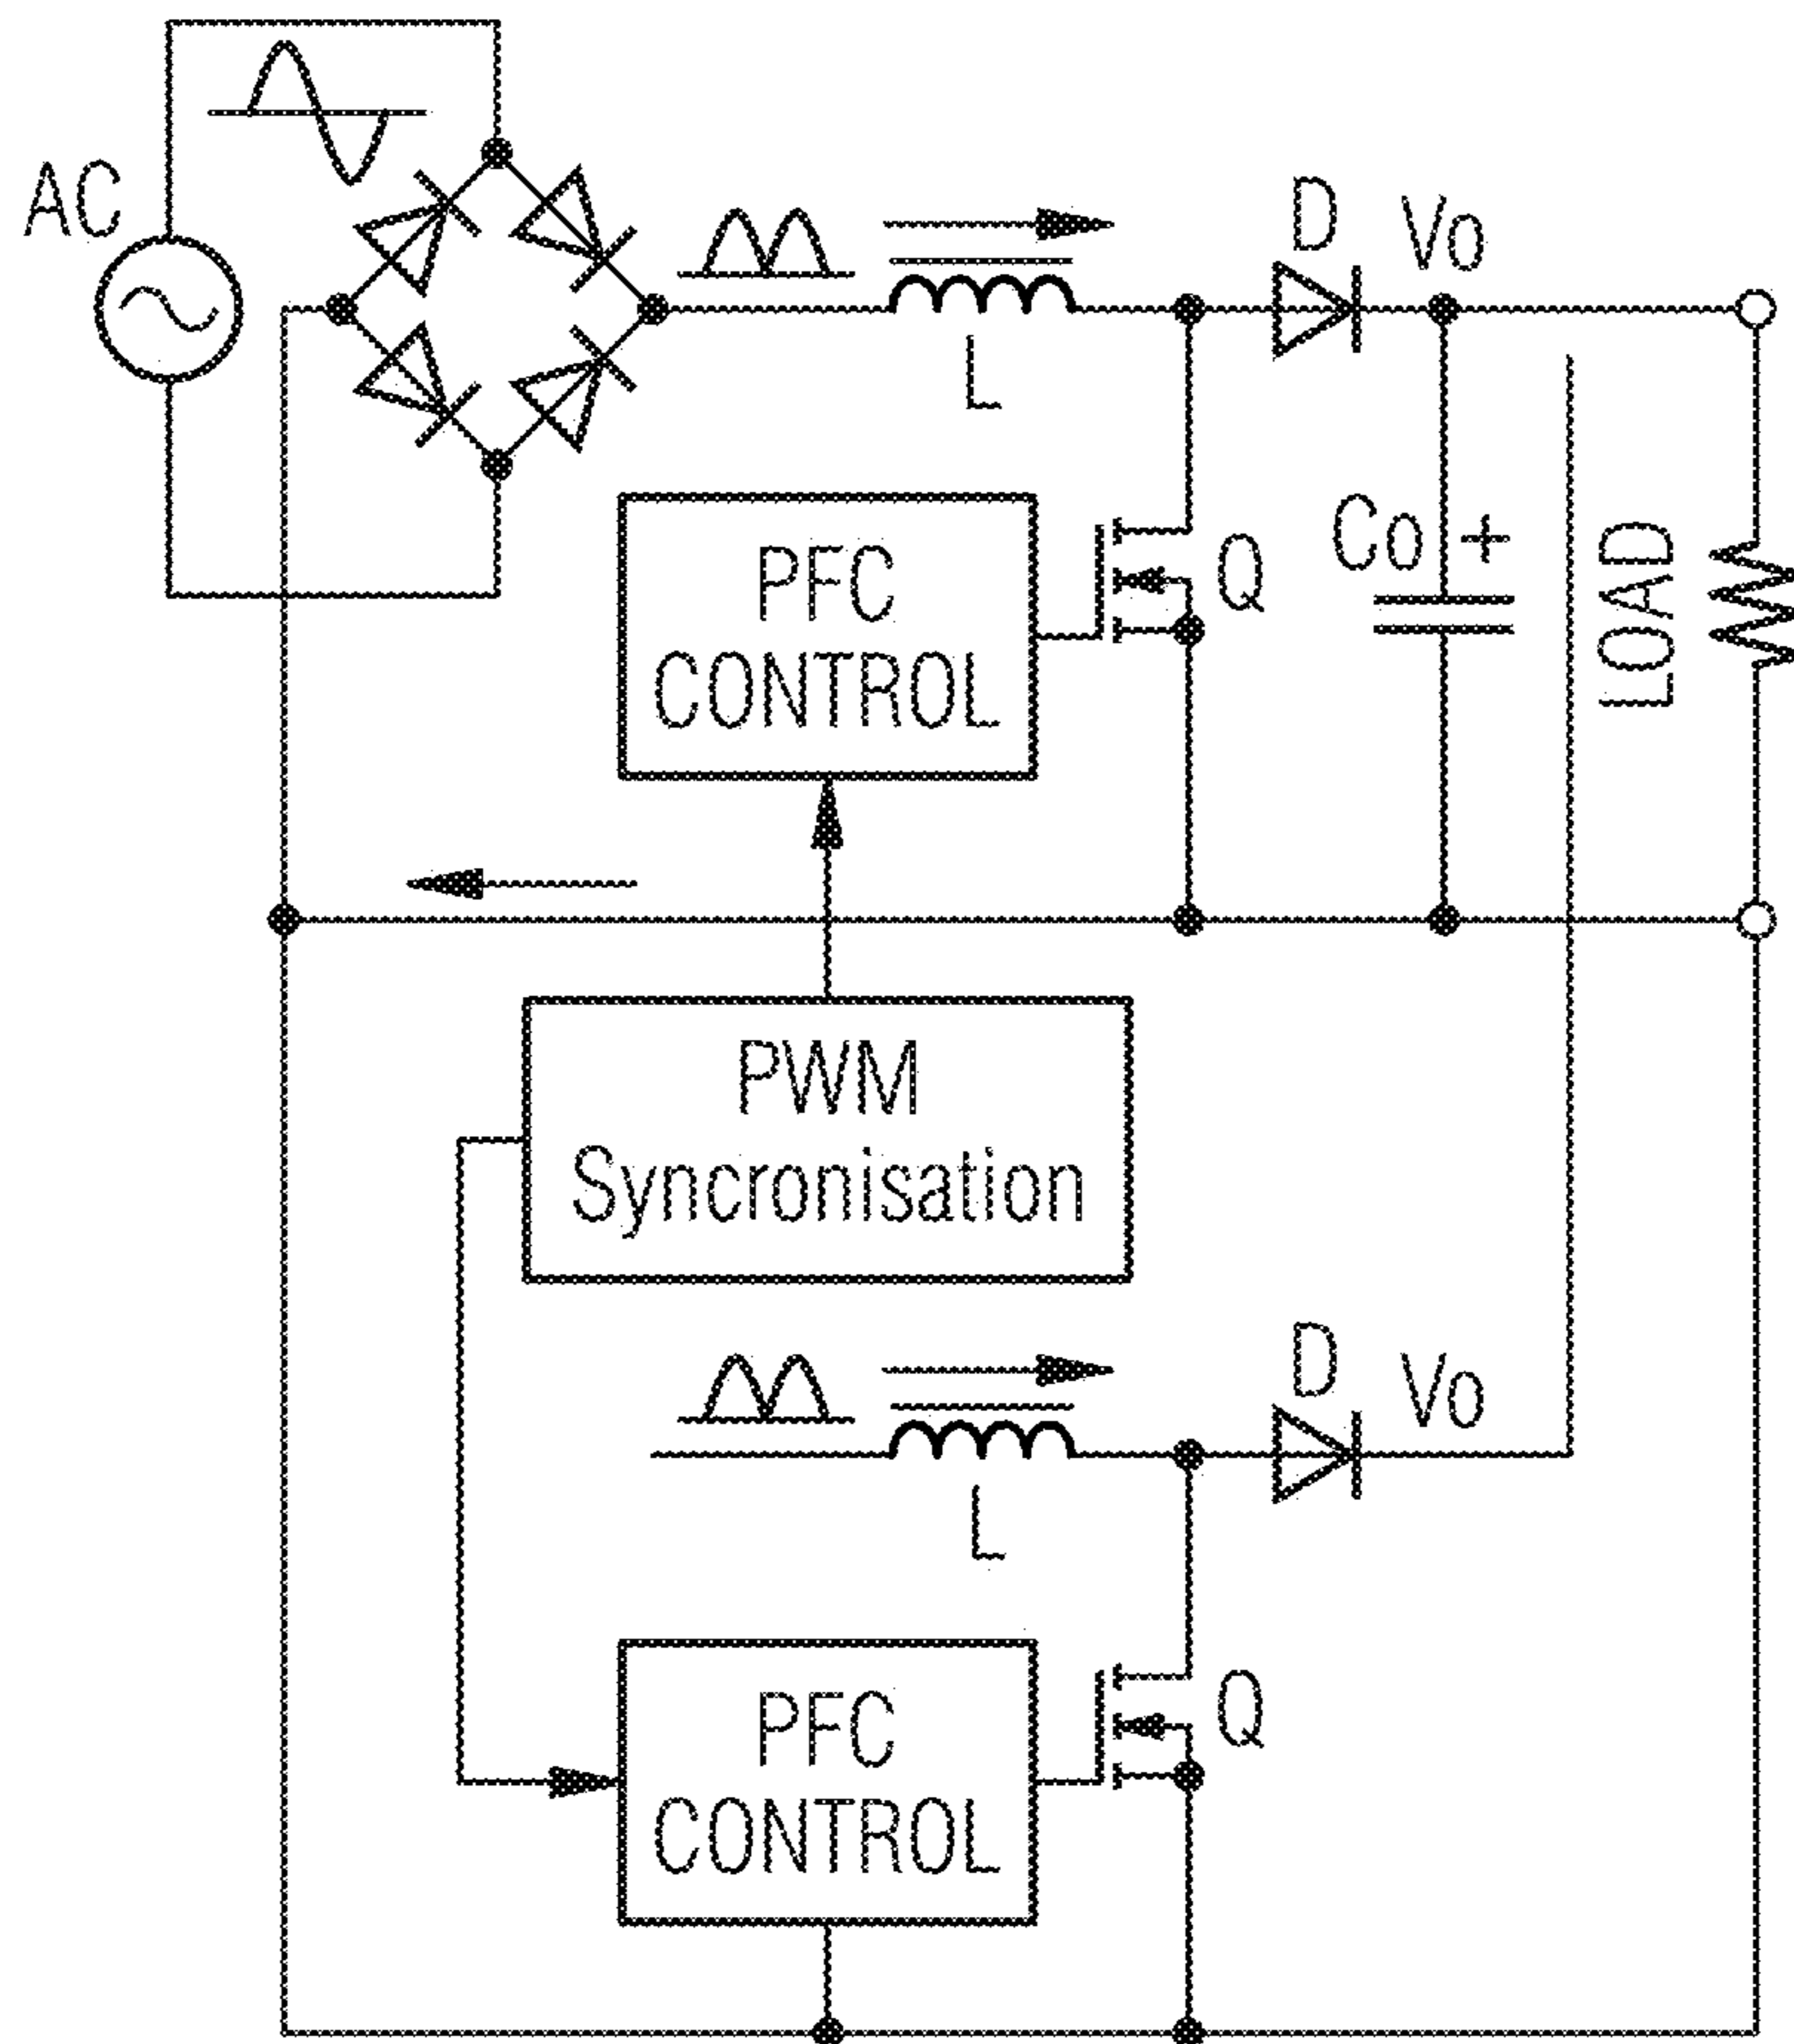 AC
D
Vo
L
PFC
CONTROL
Q
Co +
LOAD
PWM
Syncronisation
D
Vo
L
PFC
CONTROL
Q